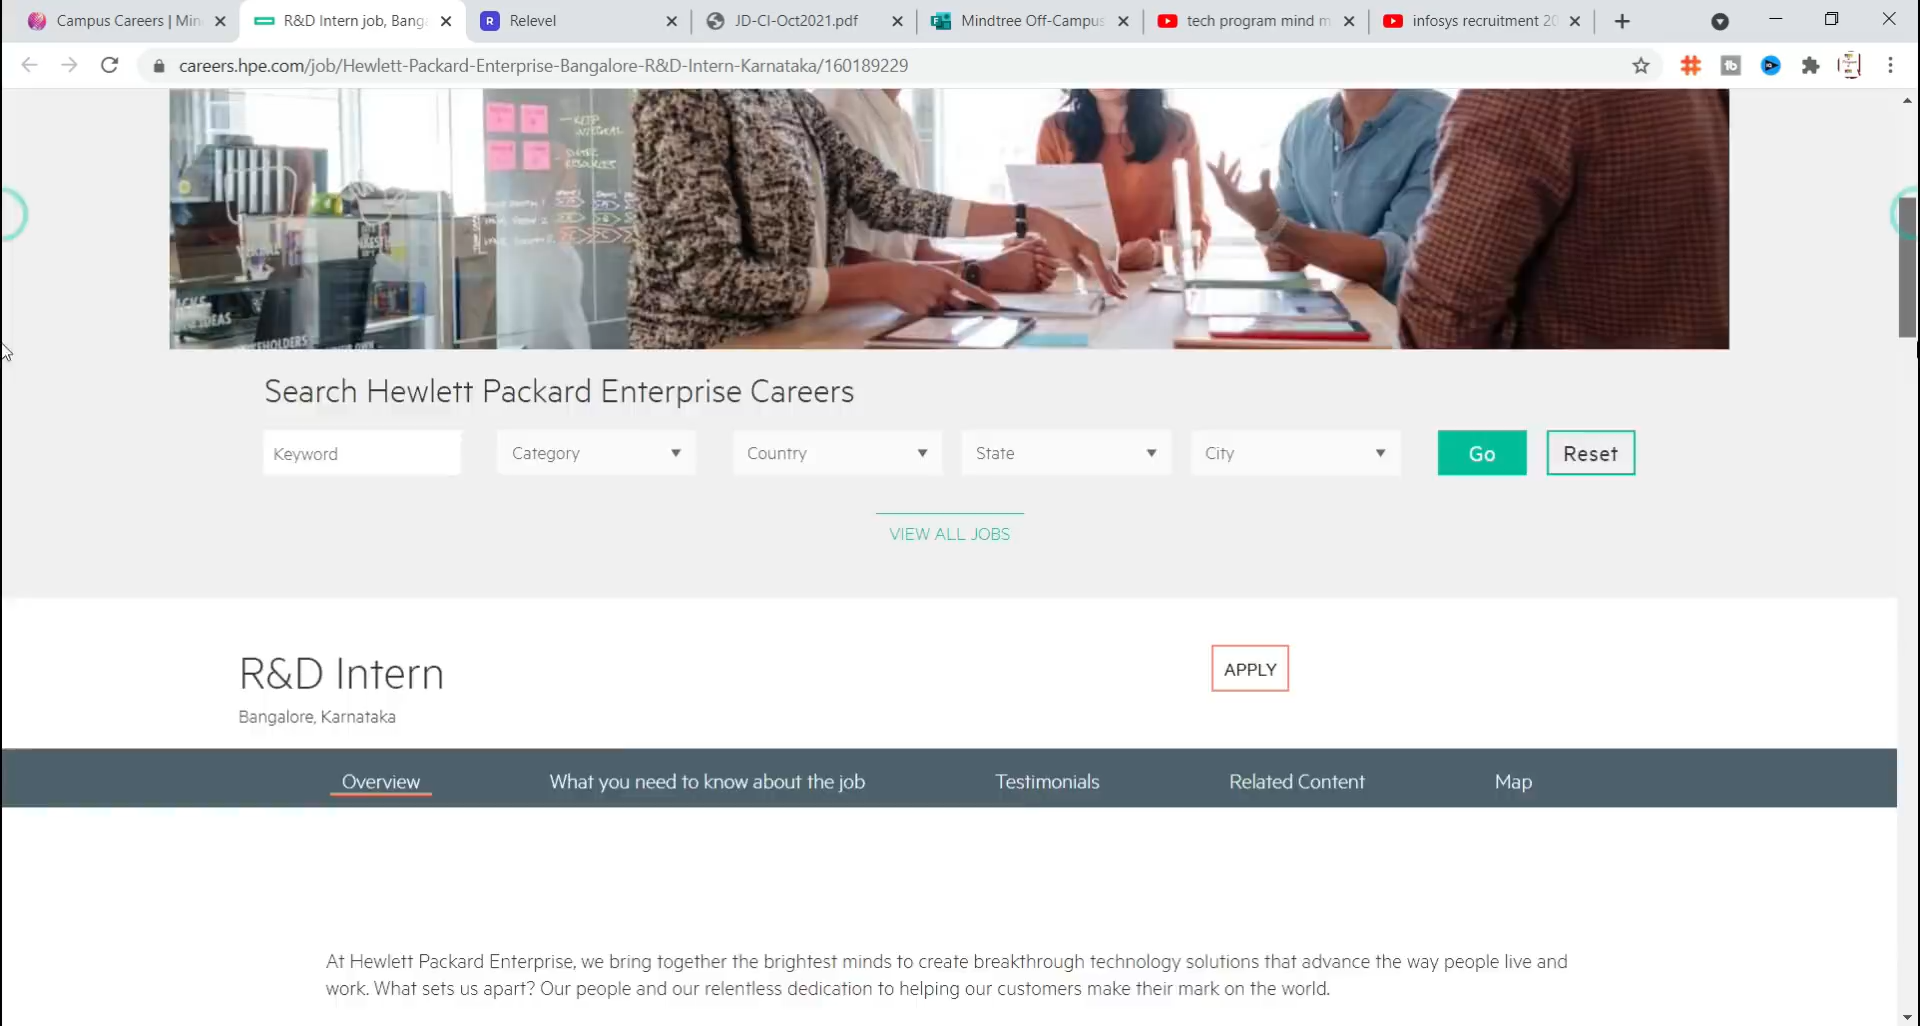 Campus Careers | Min
R&D Intern job, Bang
Relevel
JD-CI-Oct2021.pdf
Mindtree Off-Campus
tech program mind m
infosys recruitment 20
careers.hpe.com/job/Hewlett-Packard-Enterprise-Bangalore-R&D-Intern-Karnataka/160189229
Search Hewlett Packard Enterprise Careers
Keyword
Category
Country
State
City
Go
Reset
VIEW ALL JOBS
R&D Intern
APPLY
Bangalore, Karnataka
Overview
What you need to know about the job
Testimonials
Related Content
Map
At Hewlett Packard Enterprise, we bring together the brightest minds to create breakthrough technology solutions that advance the way people live and
work. What sets us apart? Our people and our relentless dedication to helping our customers make their mark on the world.